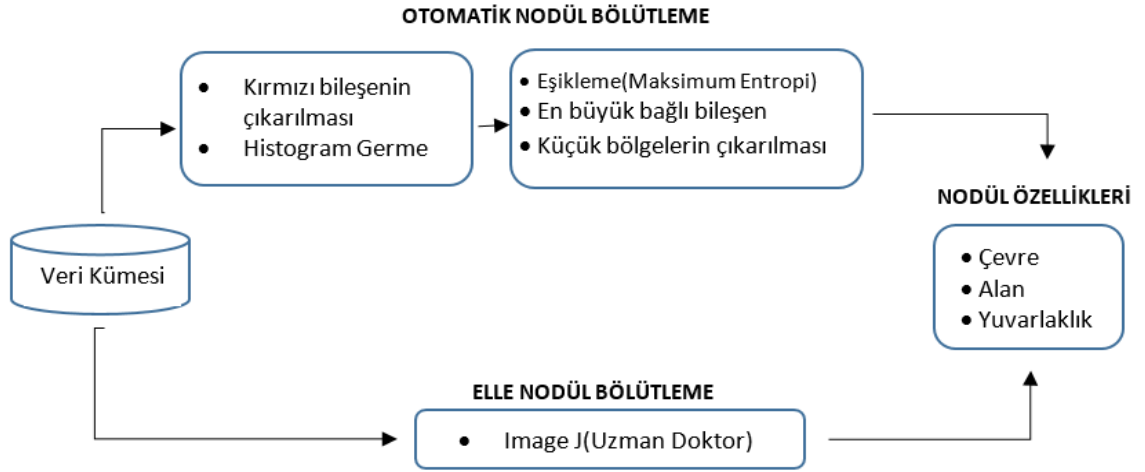 OTOMATİK NODÜL BÖLÜTLEME
● Kırmızı bileşenin
çıkarılması
● Histogram Germe
● Eşikleme(Maksimum Entropi)
● En büyük bağlı bileşen
● Küçük bölgelerin çıkarılması
NODÜL ÖZELLİKLERİ
● Çevre
● Alan
● Yuvarlaklık
Veri Kümesi
ELLE NODÜL BÖLÜTLEME
● Image J(Uzman Doktor)